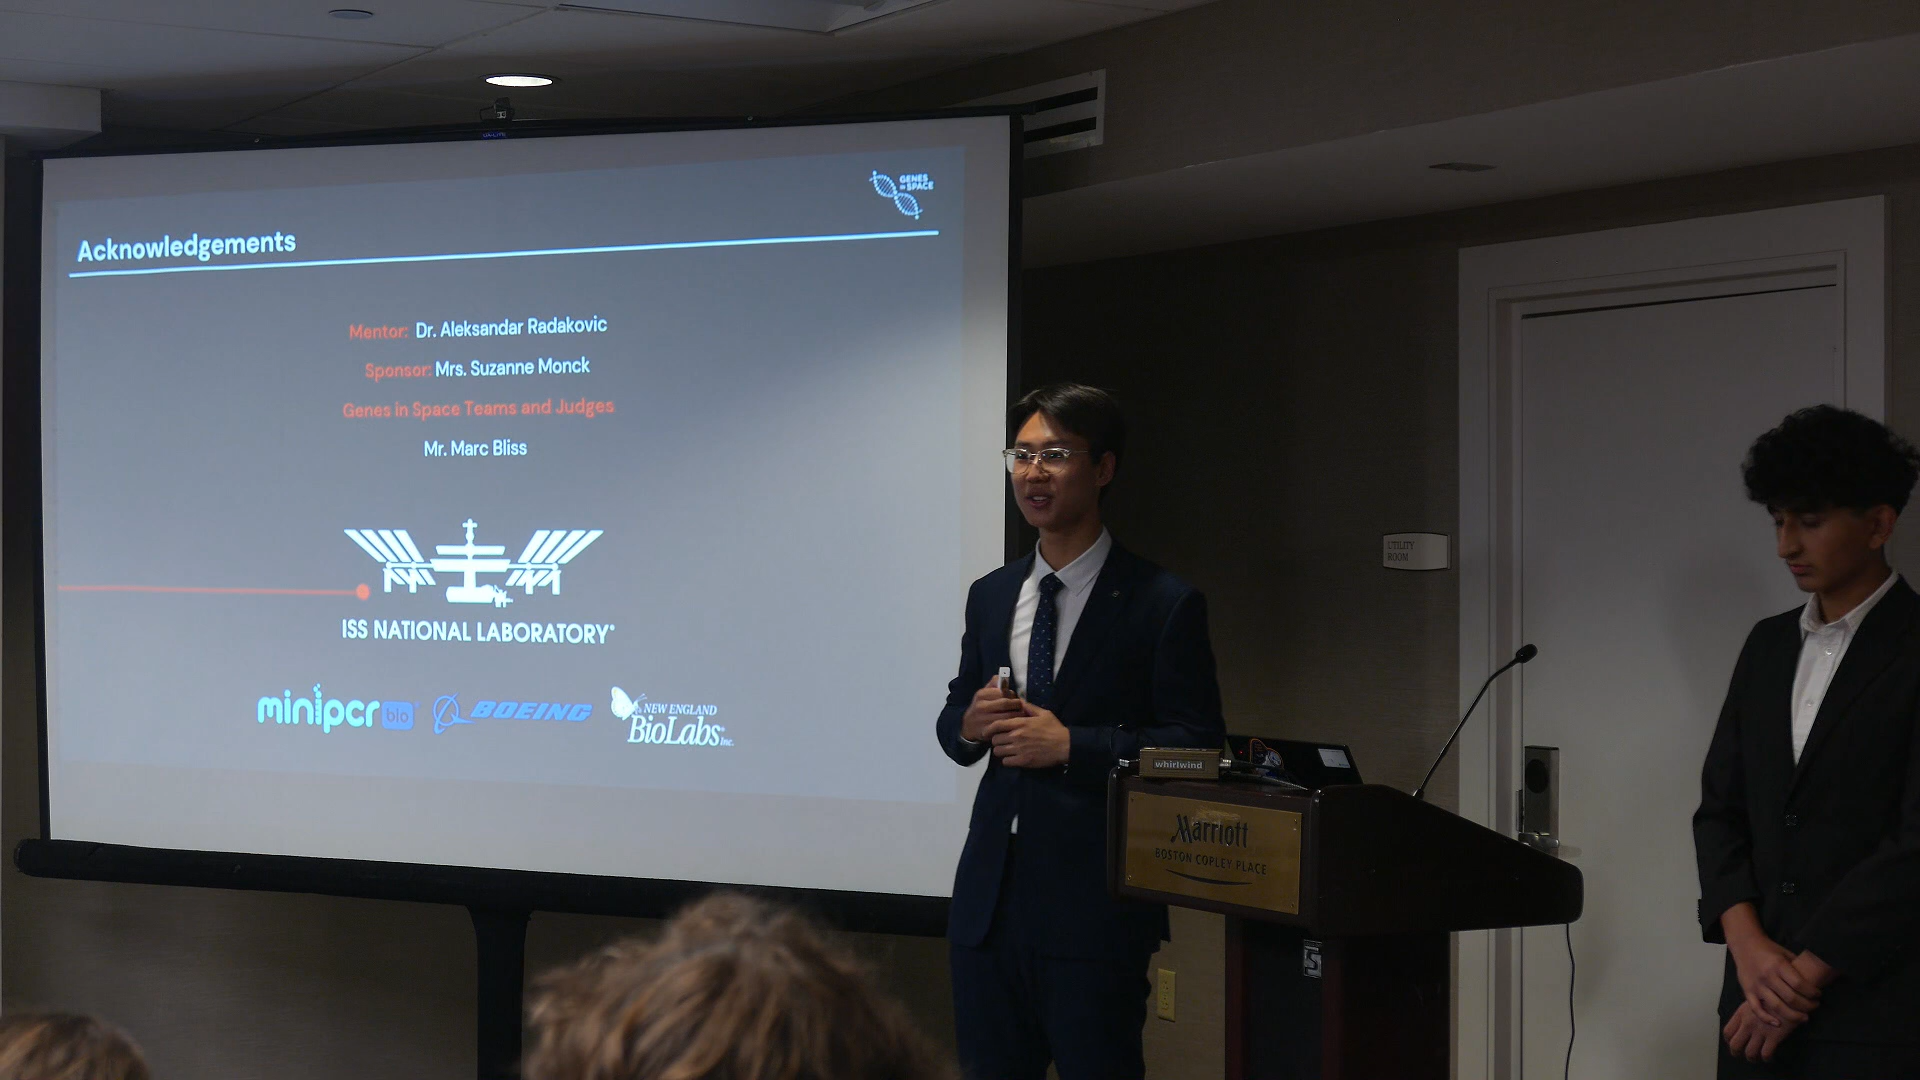 GENES
IN SPACE
Acknowledgements
Mentor: Dr. Aleksandar Radakovic
Sponsor: Mrs. Suzanne Monck
Genes in Space Teams and Judges
Mr. Marc Bliss
ISS NATIONAL LABORATORY®
minipcr bio
BOEING
NEW ENGLAND
BioLabs® Inc.
UTILITY
ROOM
whirlwind
Marriott
BOSTON COPLEY PLACE